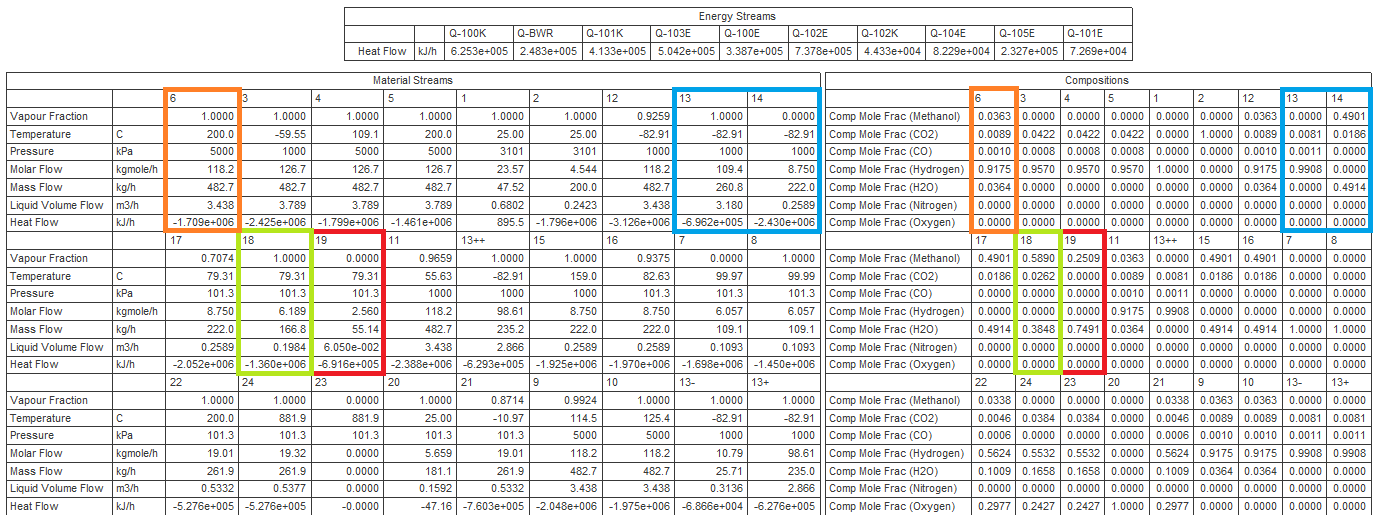 Energy Streams
Q-100K Q-BWR Q-101K Q-103E Q-100E Q-102E Q-102K Q-104E Q-105E Q-101E
Heat Flow kJ/h 6.253e+005 2.483e+005 4.133e+005 5.042e+005 3.387e+005 7.378e+005 4.433e+004 8.229e+004 2.327e+005 7.269e+004
Material Streams
6 3 4 5 1 2 12 13 14
Vapour Fraction 1.0000 1.0000 1.0000 1.0000 1.0000 1.0000 0.9259 1.0000 0.0000
Temperature C 200.0 -59.55 109.1 200.0 25.00 25.00 -82.91 -82.91 -82.91
Pressure kPa 5000 1000 5000 5000 3101 3101 1000 1000 1000
Molar Flow kgmole/h 118.2 126.7 126.7 126.7 23.57 4.544 118.2 109.4 8.750
Mass Flow kg/h 482.7 482.7 482.7 482.7 47.52 200.0 482.7 260.8 222.0
Liquid Volume Flow m3/h 3.438 3.789 3.789 3.789 0.6802 0.2423 3.438 3.180 0.2589
Heat Flow kJ/h -1.709e+006 -2.425e+006 -1.799e+006 -1.461e+006 895.5 -1.796e+006 -3.126e+006 -6.962e+005 -2.430e+006
17 18 19 11 13++ 15 16 7 8
Vapour Fraction 0.7074 1.0000 0.0000 0.9659 1.0000 0.0000 0.9375 0.0000 1.0000
Temperature C 79.31 79.31 79.31 55.63 -82.91 159.0 82.63 99.97 99.99
Pressure kPa 101.3 101.3 101.3 1000 1000 1000 101.3 101.3 101.3
Molar Flow kgmole/h 8.750 6.189 2.560 118.2 98.61 8.750 8.750 6.057 6.057
Mass Flow kg/h 222.0 166.8 55.14 482.7 235.2 222.0 222.0 109.1 109.1
Liquid Volume Flow m3/h 0.2589 0.1984 6.050e-002 3.438 2.866 0.2589 0.2589 0.1093 0.1093
Heat Flow kJ/h -2.052e+006 -1.360e+006 -6.916e+005 -2.388e+006 -6.293e+005 -1.925e+006 -1.970e+006 -1.698e+006 -1.450e+006
22 24 23 20 21 9 10 13- 13+
Vapour Fraction 1.0000 1.0000 0.0000 1.0000 0.8714 0.9924 1.0000 1.0000 1.0000
Temperature C 200.0 881.9 881.9 25.00 -10.97 114.5 125.4 -82.91 -82.91
Pressure kPa 101.3 101.3 101.3 101.3 101.3 5000 5000 1000 1000
Molar Flow kgmole/h 19.01 19.32 0.0000 5.659 19.01 118.2 118.2 10.79 98.61
Mass Flow kg/h 261.9 261.9 0.0000 181.1 261.9 482.7 482.7 25.71 235.0
Liquid Volume Flow m3/h 0.5332 0.5377 0.0000 0.1592 0.5332 3.438 3.438 0.3136 2.866
Heat Flow kJ/h -5.276e+005 -5.276e+005 -0.0000 -47.16 -7.603e+005 -2.048e+006 -1.975e+006 -6.866e+004 -6.276e+005
Compositions
6 3 4 5 1 2 12 13 14
Comp Mole Frac (Methanol) 0.0363 0.0000 0.0000 0.0000 0.0000 0.0000 0.0363 0.0000 0.4901
Comp Mole Frac (CO2) 0.0089 0.0422 0.0422 0.0422 0.0000 1.0000 0.0089 0.0081 0.0186
Comp Mole Frac (CO) 0.0010 0.0008 0.0008 0.0008 0.0000 0.0000 0.0010 0.0011 0.0000
Comp Mole Frac (Hydrogen) 0.9175 0.9570 0.9570 0.9570 1.0000 0.0000 0.9175 0.9908 0.0000
Comp Mole Frac (H2O) 0.0364 0.0000 0.0000 0.0000 0.0000 0.0000 0.0364 0.0000 0.4914
Comp Mole Frac (Nitrogen) 0.0000 0.0000 0.0000 0.0000 0.0000 0.0000 0.0000 0.0000 0.0000
Comp Mole Frac (Oxygen) 0.0000 0.0000 0.0000 0.0000 0.0000 0.0000 0.0000 0.0000 0.0000
17 18 19 11 13++ 15 16 7 8
Comp Mole Frac (Methanol) 0.4901 0.5890 0.2509 0.0363 0.0000 0.4901 0.4901 0.0000 0.0000
Comp Mole Frac (CO2) 0.0186 0.0262 0.0000 0.0089 0.0081 0.0186 0.0186 0.0000 0.0000
Comp Mole Frac (CO) 0.0000 0.0000 0.0000 0.0010 0.0011 0.0000 0.0000 0.0000 0.0000
Comp Mole Frac (Hydrogen) 0.0000 0.0000 0.0000 0.9175 0.9908 0.0000 0.0000 0.0000 0.0000
Comp Mole Frac (H2O) 0.4914 0.3848 0.7491 0.0364 0.0000 0.4914 0.4914 1.0000 1.0000
Comp Mole Frac (Nitrogen) 0.0000 0.0000 0.0000 0.0000 0.0000 0.0000 0.0000 0.0000 0.0000
Comp Mole Frac (Oxygen) 0.0000 0.0000 0.0000 0.0000 0.0000 0.0000 0.0000 0.0000 0.0000
22 24 23 20 21 9 10 13- 13+
Comp Mole Frac (Methanol) 0.0338 0.0000 0.0000 0.0000 0.0338 0.0363 0.0363 0.0000 0.0000
Comp Mole Frac (CO2) 0.0046 0.0384 0.0384 0.0000 0.0046 0.0089 0.0089 0.0081 0.0081
Comp Mole Frac (CO) 0.0006 0.0000 0.0000 0.0000 0.0006 0.0010 0.0010 0.0011 0.0011
Comp Mole Frac (Hydrogen) 0.5624 0.5532 0.5532 0.0000 0.5624 0.9175 0.9175 0.9908 0.9908
Comp Mole Frac (H2O) 0.1009 0.1658 0.1658 0.0000 0.1009 0.0364 0.0364 0.0000 0.0000
Comp Mole Frac (Nitrogen) 0.0000 0.0000 0.0000 0.0000 0.0000 0.0000 0.0000 0.0000 0.0000
Comp Mole Frac (Oxygen) 0.2977 0.2427 0.2427 1.0000 0.2977 0.0000 0.0000 0.0000 0.0000